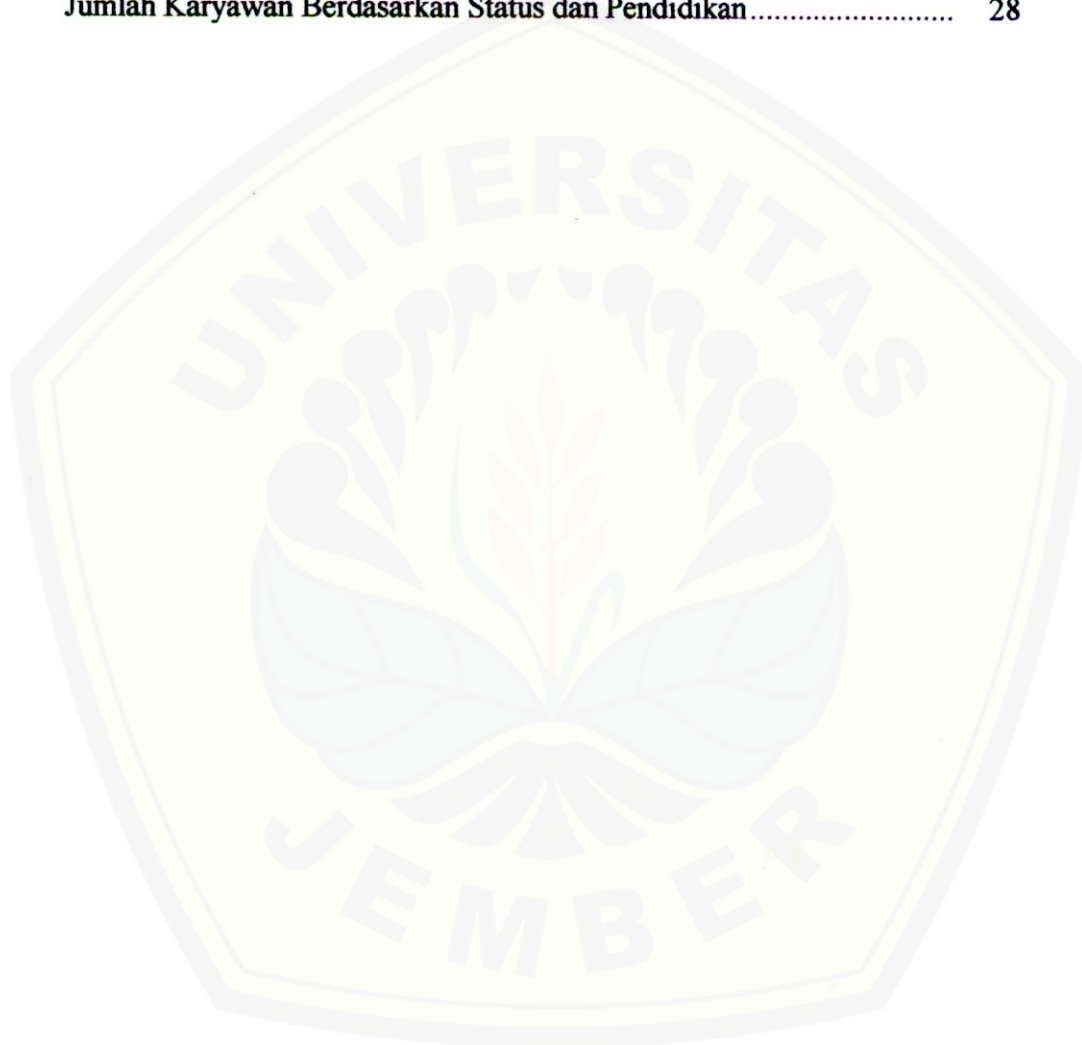 Jumlah Karyawan Berdasarkan Status dan Pendidikan......................... 28
UNIVERSITAS
JEMBER